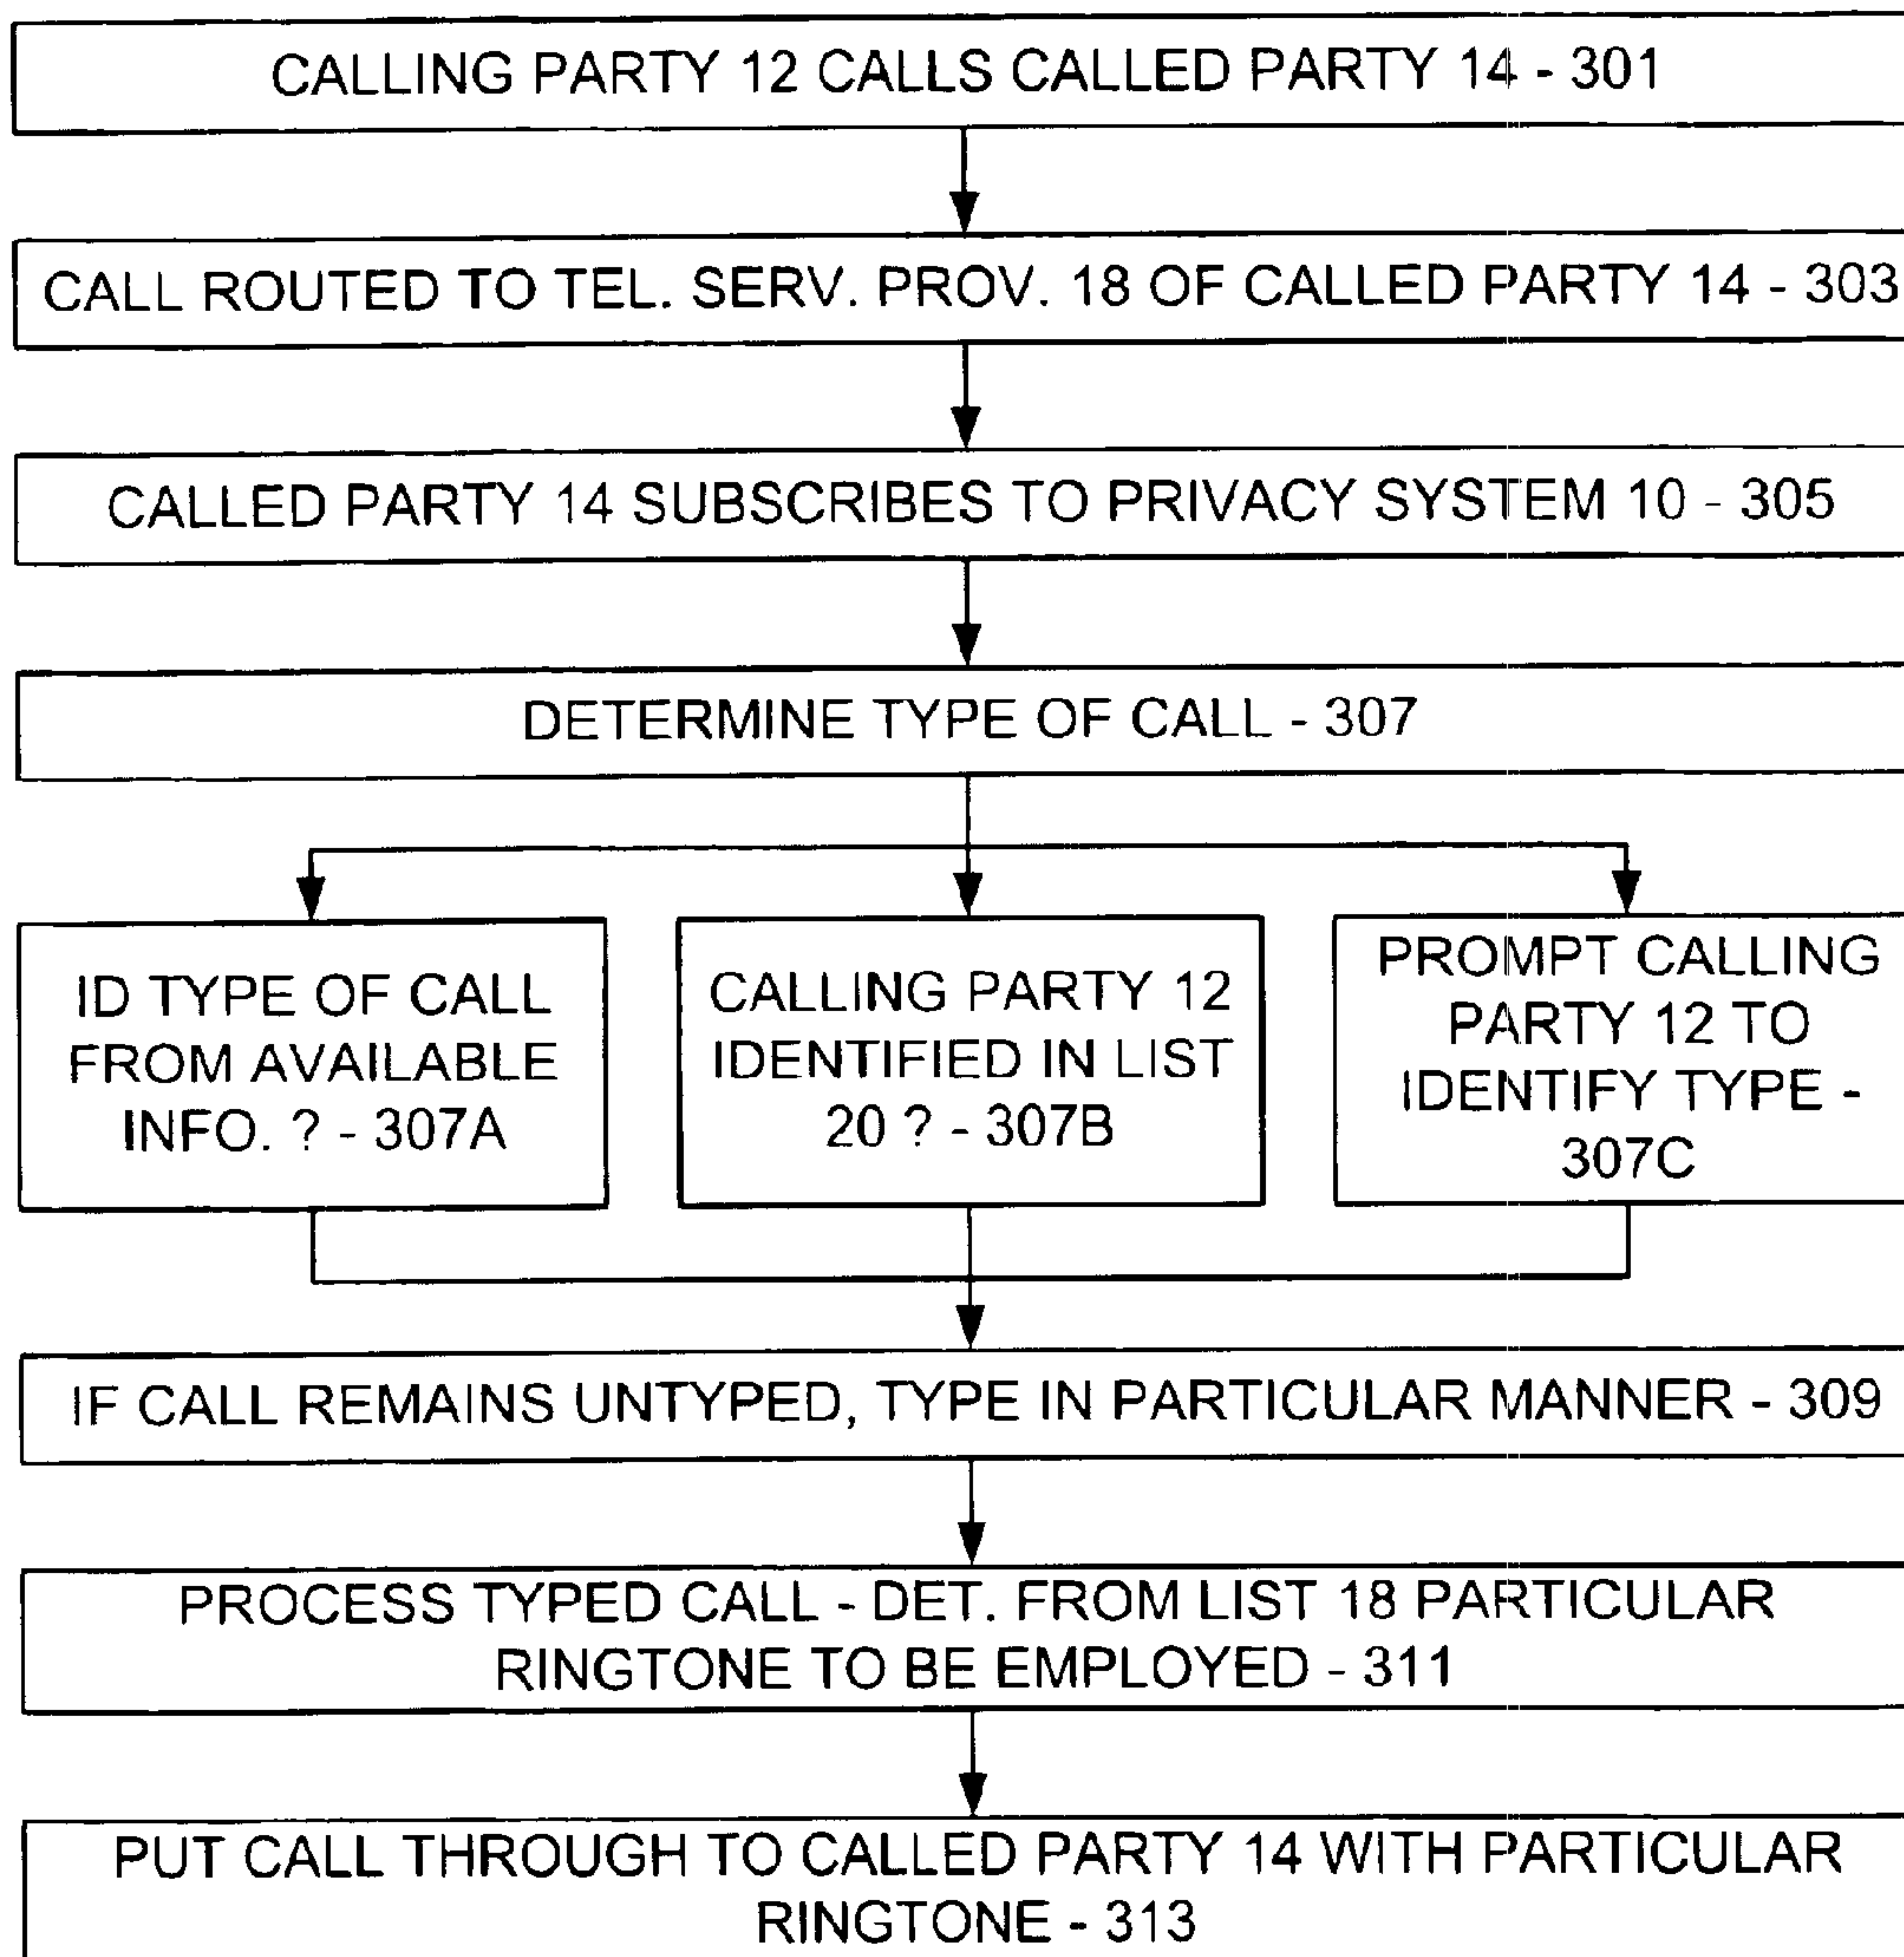 CALLING PARTY 12 CALLS CALLED PARTY 14 - 301
CALL ROUTED TO TEL. SERV. PROV. 18 OF CALLED PARTY 14 - 303
CALLED PARTY 14 SUBSCRIBES TO PRIVACY SYSTEM 10 - 305
DETERMINE TYPE OF CALL - 307
ID TYPE OF CALL
FROM AVAILABLE
INFO. ? - 307A
CALLING PARTY 12
IDENTIFIED IN LIST
20 ? - 307B
PROMPT CALLING
PARTY 12 TO
IDENTIFY TYPE -
307C
IF CALL REMAINS UNTYPED, TYPE IN PARTICULAR MANNER - 309
PROCESS TYPED CALL - DET. FROM LIST 18 PARTICULAR
RINGTONE TO BE EMPLOYED - 311
PUT CALL THROUGH TO CALLED PARTY 14 WITH PARTICULAR
RINGTONE - 313